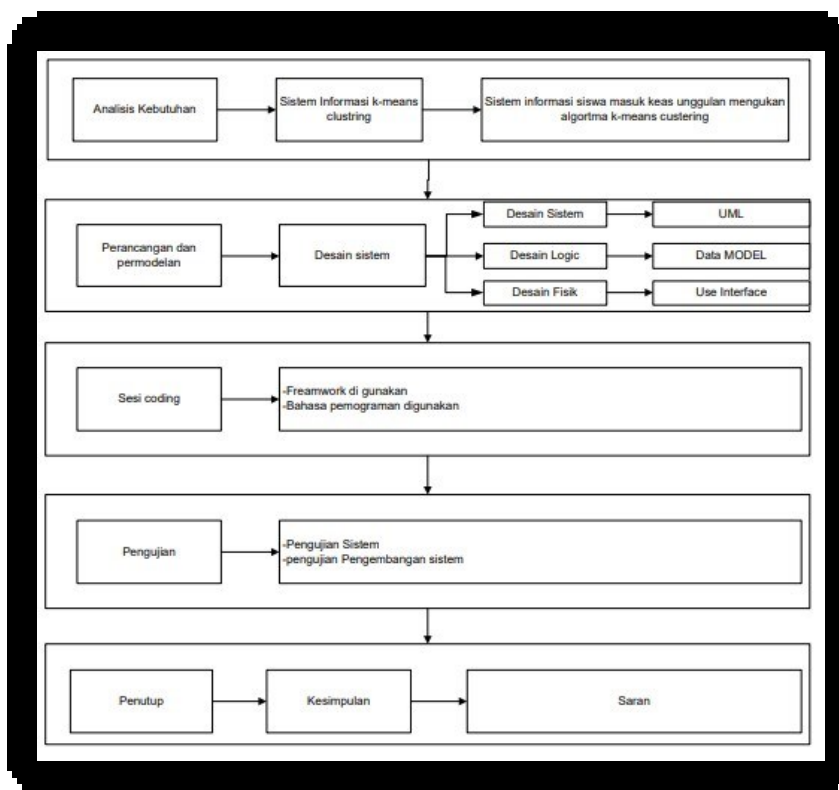 Analisis Kebutuhan
Sistem Informasi k-means
clustring
Sistem informasi siswa masuk keas unggulan mengukan
algortma k-means custering
Perancangan dan
permodelan
Desain sistem
Desain Sistem
UML
Desain Logic
Data MODEL
Desain Fisik
Use Interface
Sesi coding
-Freamwork di gunakan
-Bahasa pemograman digunakan
Pengujian
-Pengujian Sistem
-pengujian Pengembangan sistem
Penutup
Kesimpulan
Saran